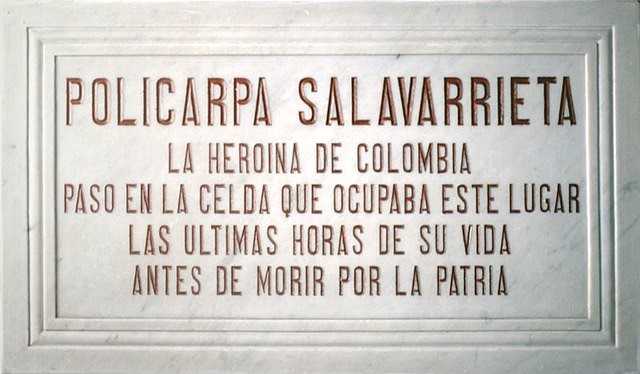 POLICARPA SALAVARRIETA
LA HEROINA DE COLOMBIA
PASO EN LA CELDA QUE OCUPABA ESTE LUGAR
LAS ULTIMAS HORAS DE SU VIDA
ANTES DE MORIR POR LA PATRIA